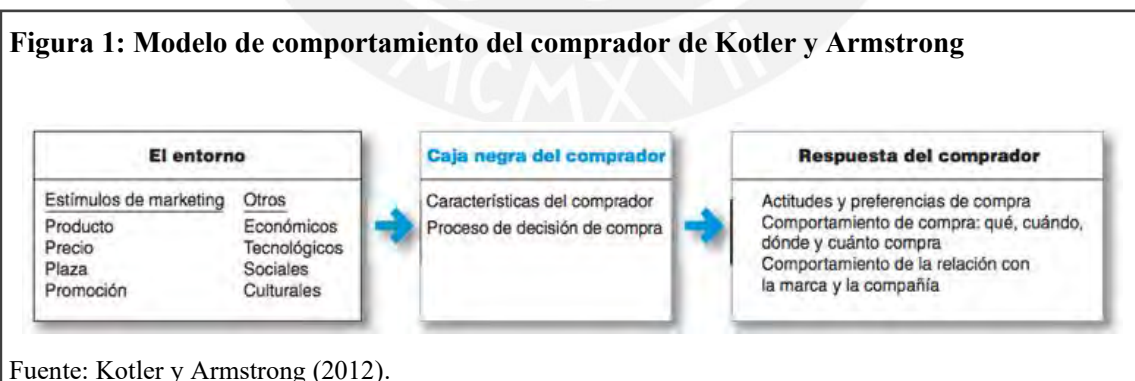 MCMXVII
Figura 1: Modelo de comportamiento del comprador de Kotler y Armstrong
El entorno
Estímulos de marketing
Producto
Precio
Plaza
Promoción
Otros
Económicos
Tecnológicos
Sociales
Culturales
Caja negra del comprador
Características del comprador
Proceso de decisión de compra
Respuesta del comprador
Actitudes y preferencias de compra
Comportamiento de compra: qué, cuándo,
dónde y cuánto compra
Comportamiento de la relación con
la marca y la compañía
Fuente: Kotler y Armstrong (2012).